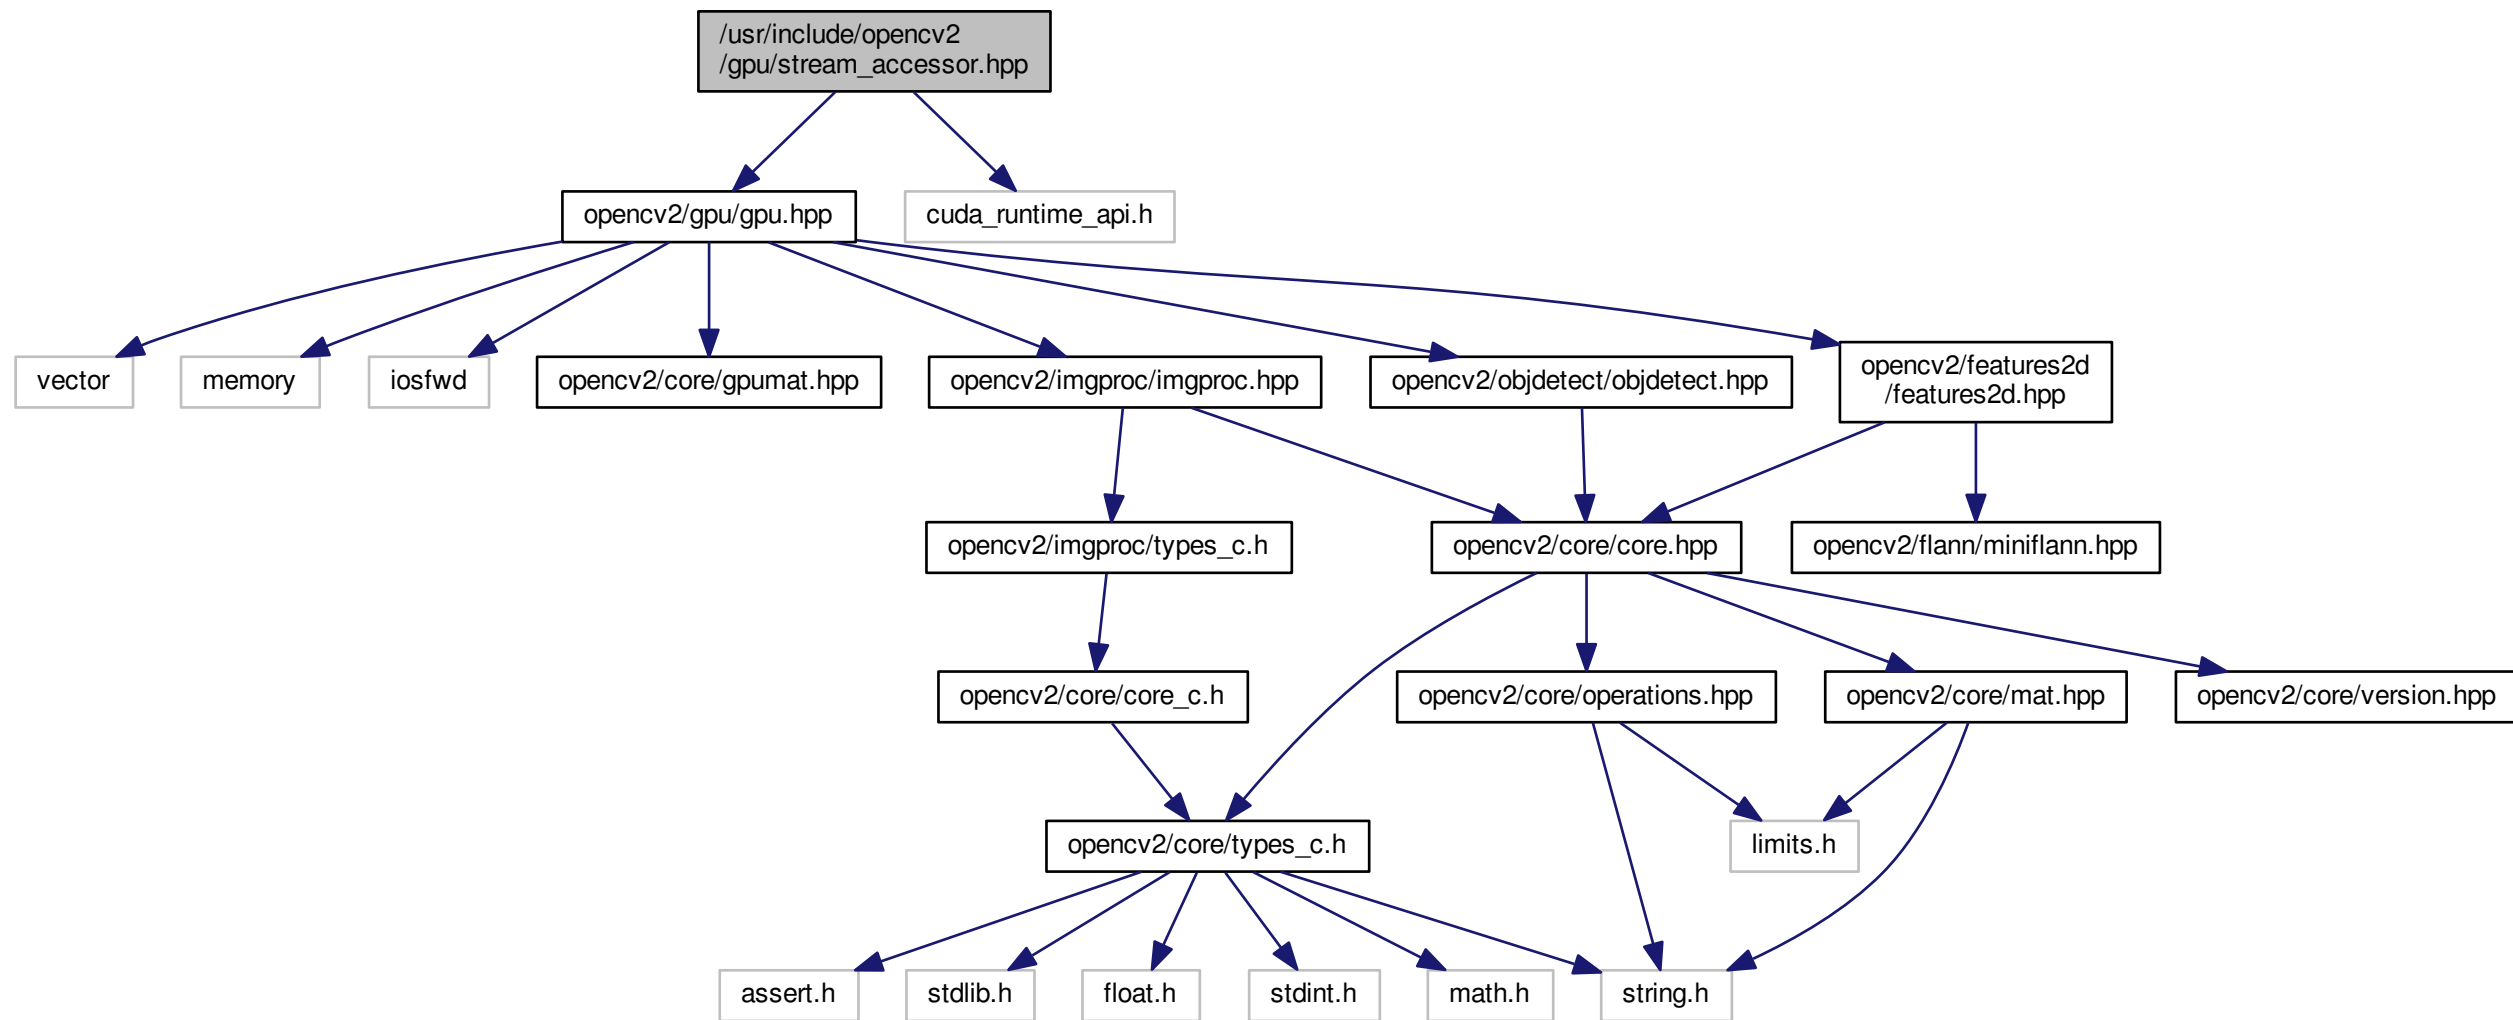 /usr/include/opencv2
/gpu/stream_accessor.hpp
opencv2/gpu/gpu.hpp
cuda_runtime_api.h
vector
memory
iosfwd
opencv2/core/gpumat.hpp
opencv2/imgproc/imgproc.hpp
opencv2/objdetect/objdetect.hpp
opencv2/features2d
/features2d.hpp
opencv2/imgproc/types_c.h
opencv2/core/core.hpp
opencv2/flann/miniflann.hpp
opencv2/core/core_c.h
opencv2/core/operations.hpp
opencv2/core/mat.hpp
opencv2/core/version.hpp
opencv2/core/types_c.h
limits.h
assert.h
stdlib.h
float.h
stdint.h
math.h
string.h